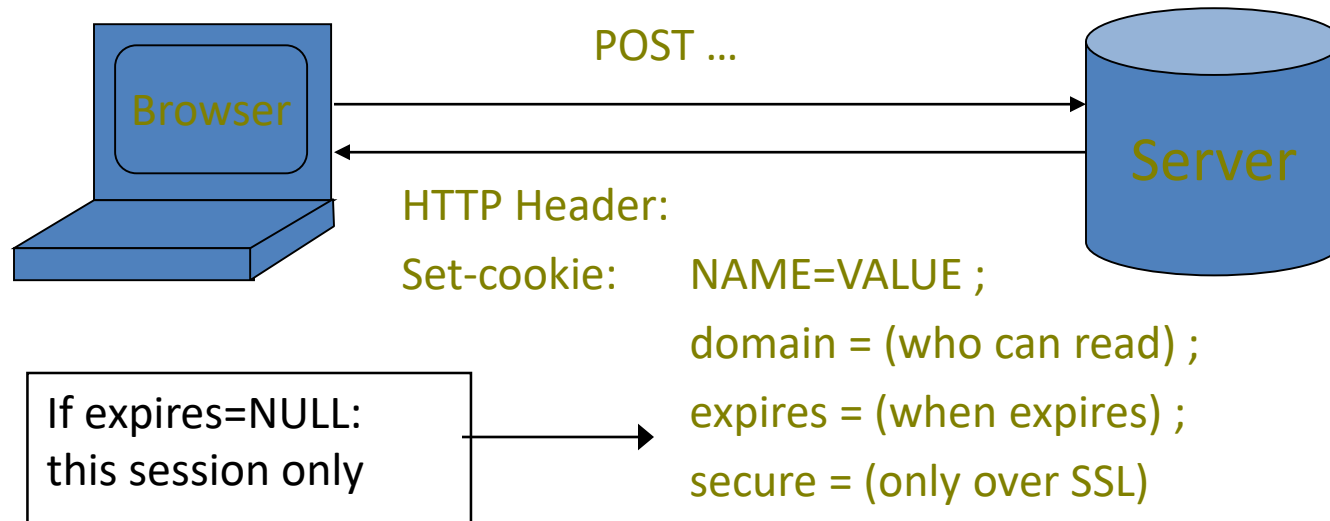 POST ...
Browser
Server
HTTP Header:
Set-cookie: NAME=VALUE ;
domain = (who can read) ;
If expires=NULL:
expires = (when expires) ;
this session only
secure = (only over SSL)